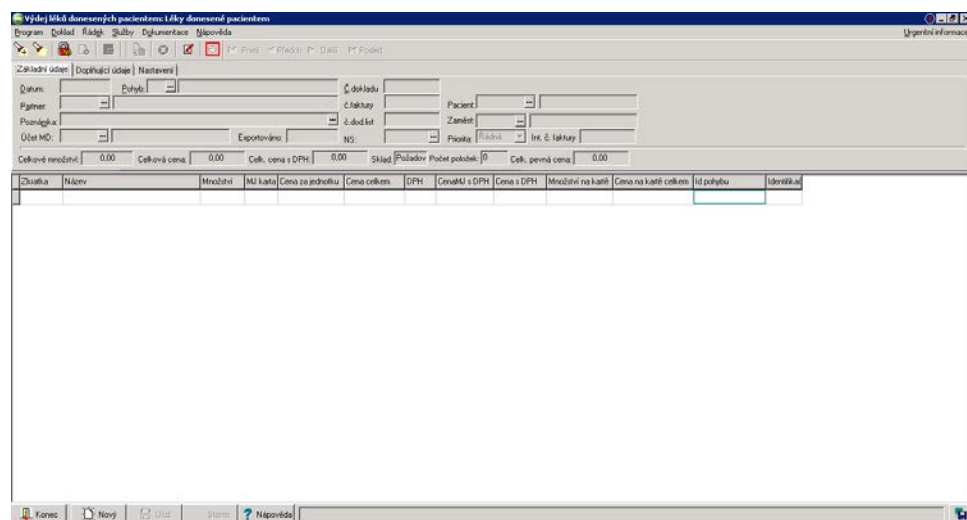 Výdej léků donesených pacientem: Léky donesené pacientem
Program Doklad Řádek Služby Dokumentace Nápověda Urgentní informace
První Předch Další Posled
Základní údaje Doplňující údaje Nastavení
Datum: Pohyb: Č.dokladu
Partner: č.faktury Pacient:
Poznámka: č.dod.list Zaměst:
Účet MD: Exportováno: NS: Priorita: Řádná Int. č. faktury
Celkové množství: 0,00 Celková cena: 0,00 Celk. cena s DPH: 0,00 Sklad: Požadov Počet položek: 0 Celk. pevná cena: 0,00
Zkratka Název Množství MJ karta Cena za jednotku Cena celkem DPH CenaMJ s DPH Cena s DPH Množství na kartě Cena na kartě celkem Id pohybu Identifikac
Konec Nový Ulož Storno Nápověda